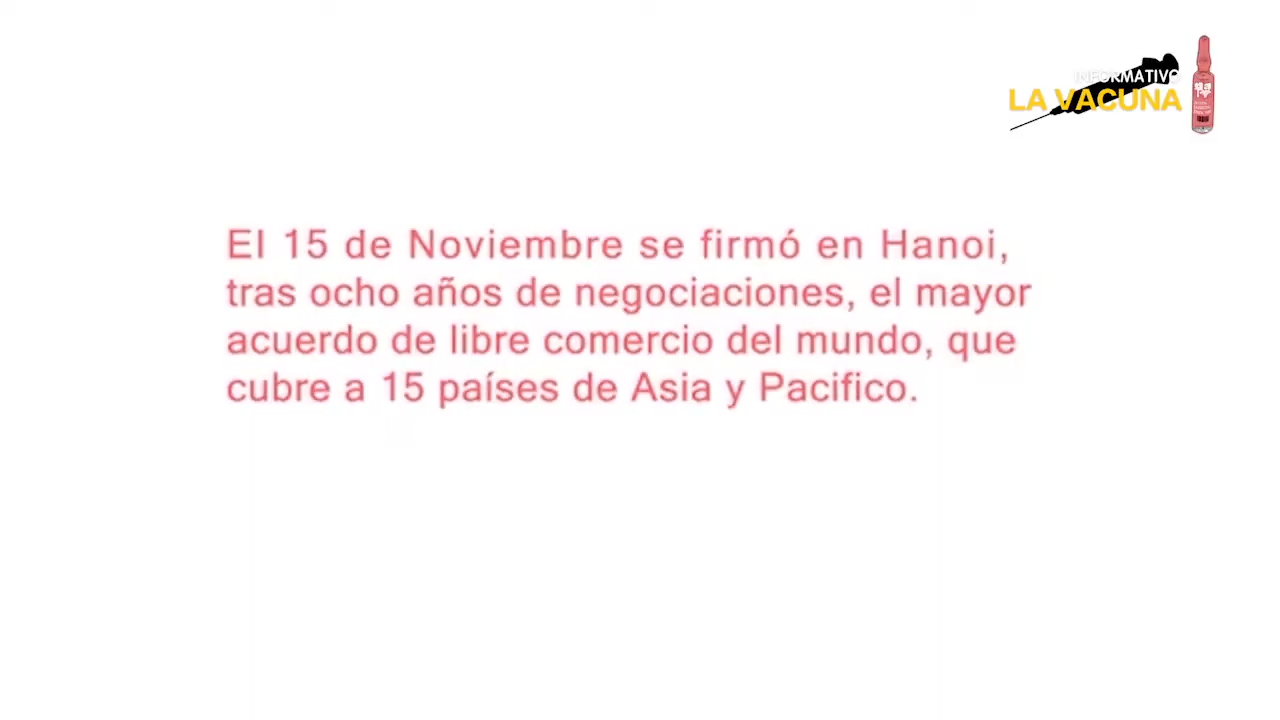 INFORMATIVO
LA VACUNA
El 15 de Noviembre se firmó en Hanoi,
tras ocho años de negociaciones, el mayor
acuerdo de libre comercio del mundo, que
cubre a 15 países de Asia y Pacifico.